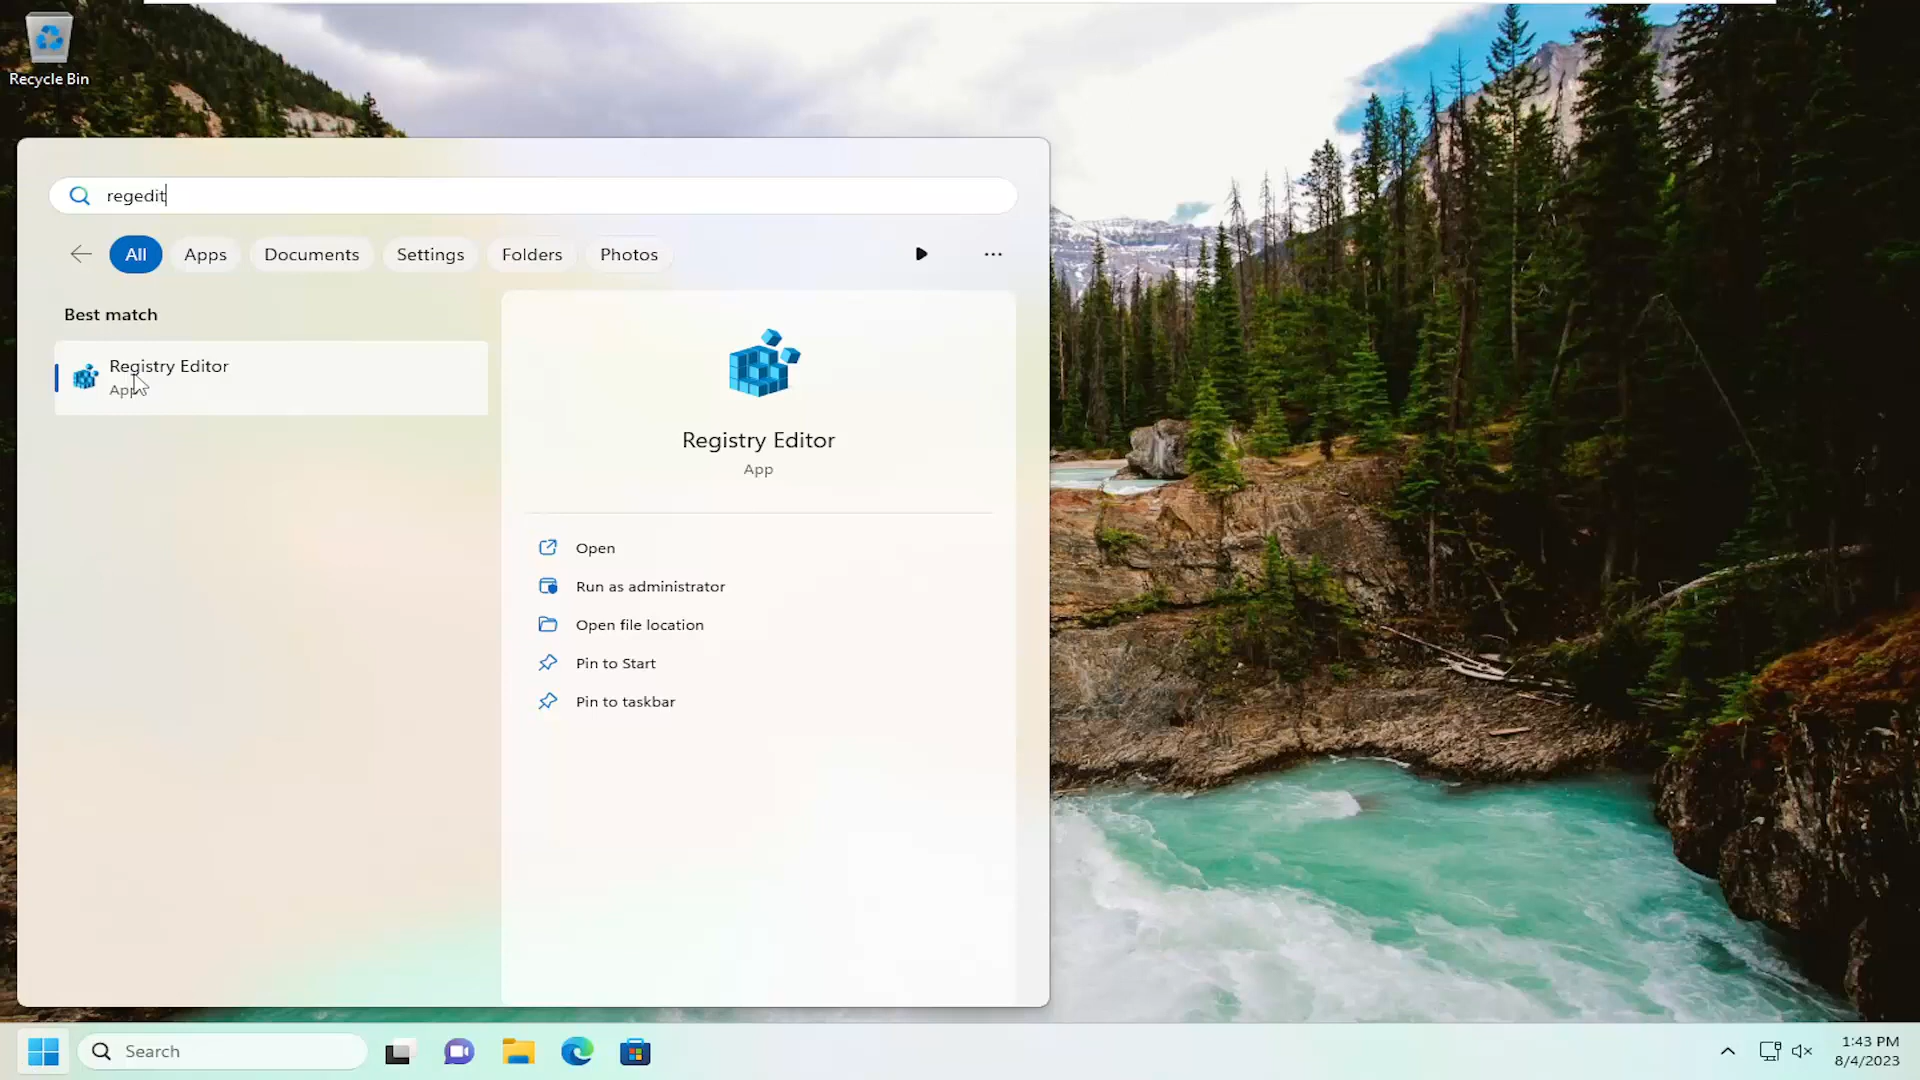 Recycle Bin
regedit
All
Apps
Documents
Settings
Folders
Photos
Best match
Registry Editor
App
Registry Editor
App
Open
Run as administrator
Open file location
Pin to Start
Pin to taskbar
Search
1:43 PM
8/4/2023